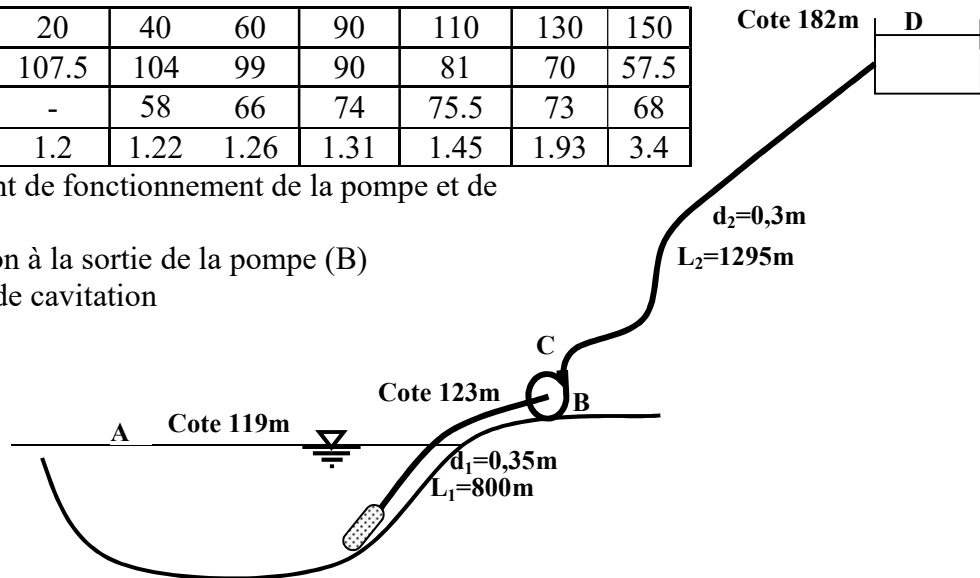 20 40 60 90 110 130 150
107.5 104 99 90 81 70 57.5
- 58 66 74 75.5 73 68
1.2 1.22 1.26 1.31 1.45 1.93 3.4
Cote 182m D
de fonctionnement de la pompe et de
d₂=0,3m
à la sortie de la pompe (B)
L₂=1295m
de cavitation
C
Cote 123m
B
A Cote 119m
d₁=0,35m
L₁=800m